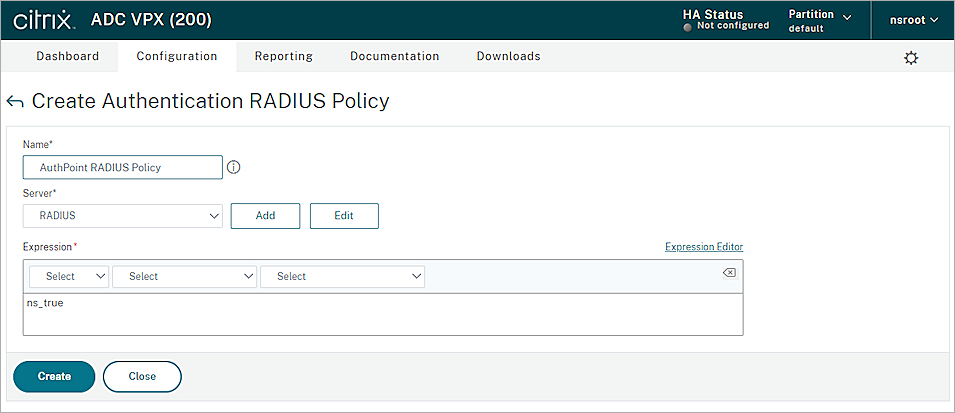 citrix ADC VPX (200) HA Status Not configured Partition default nsroot
Dashboard Configuration Reporting Documentation Downloads
Create Authentication RADIUS Policy
Name*
AuthPoint RADIUS Policy
Server*
RADIUS Add Edit
Expression* Expression Editor
Select Select Select
ns_true
Create Close